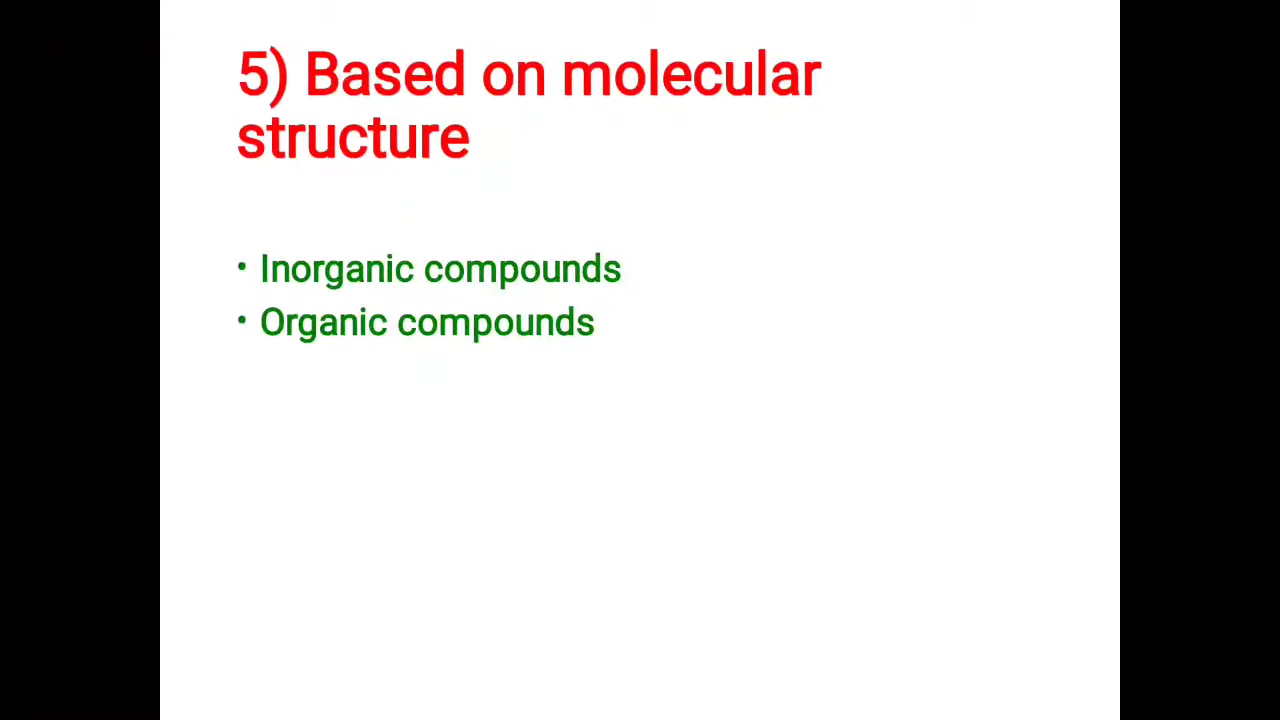 5) Based on molecular
structure
• Inorganic compounds
• Organic compounds